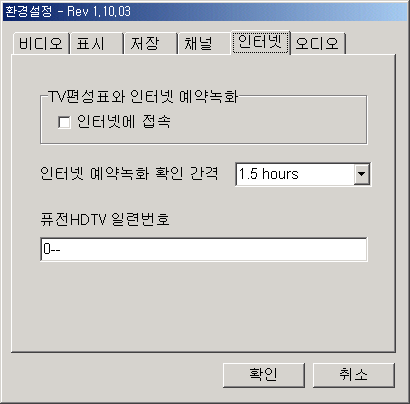 환경설정 - Rev 1,10,03
비디오 표시 저장 채널 인터넷 오디오
TV편성표와 인터넷 예약녹화
인터넷에 접속
인터넷 예약녹화 확인 간격 1.5 hours
퓨전HDTV 일련번호
0--
확인 취소